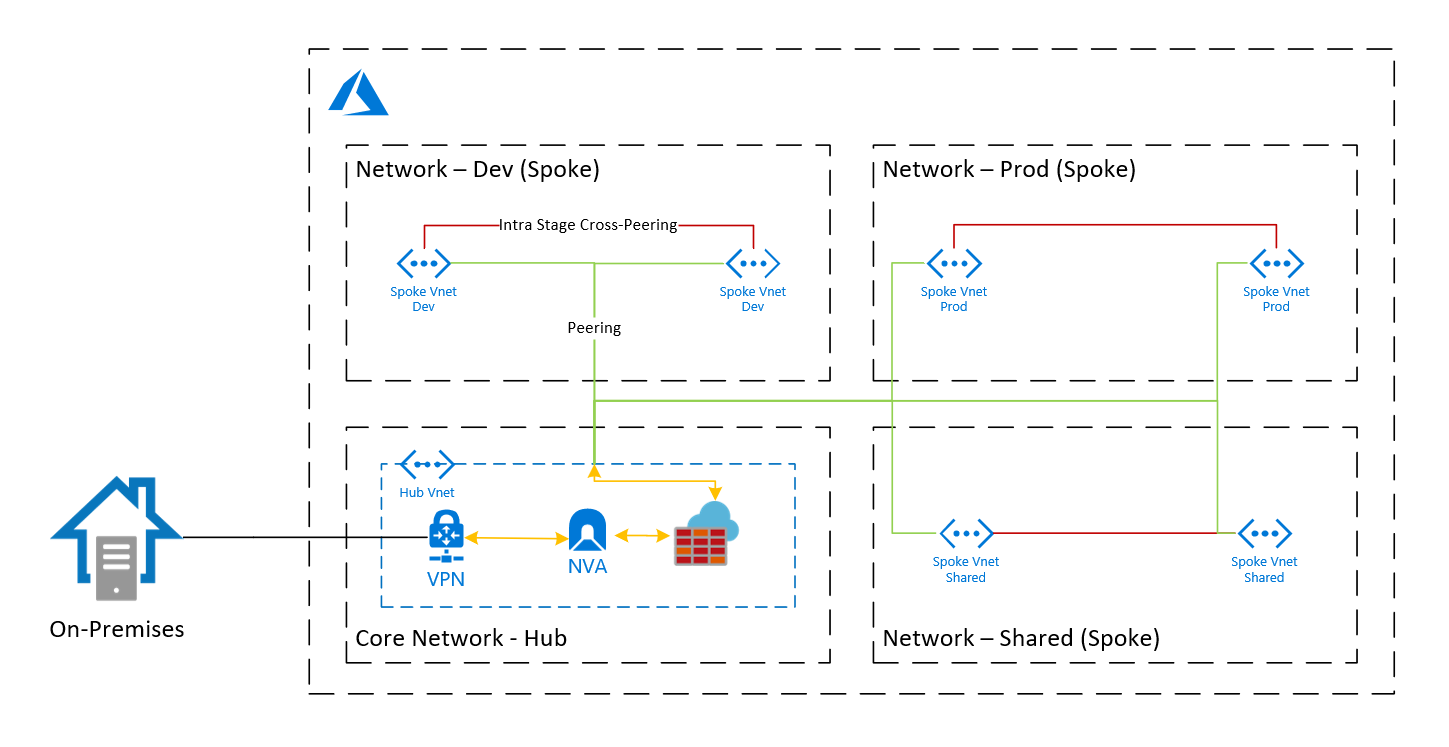 Network – Dev (Spoke)
Intra Stage Cross-Peering
Spoke Vnet
Dev
Spoke Vnet
Dev
Peering
Network – Prod (Spoke)
Spoke Vnet
Prod
Spoke Vnet
Prod
Hub Vnet
VPN
NVA
Core Network - Hub
Spoke Vnet
Shared
Spoke Vnet
Shared
Network – Shared (Spoke)
On-Premises